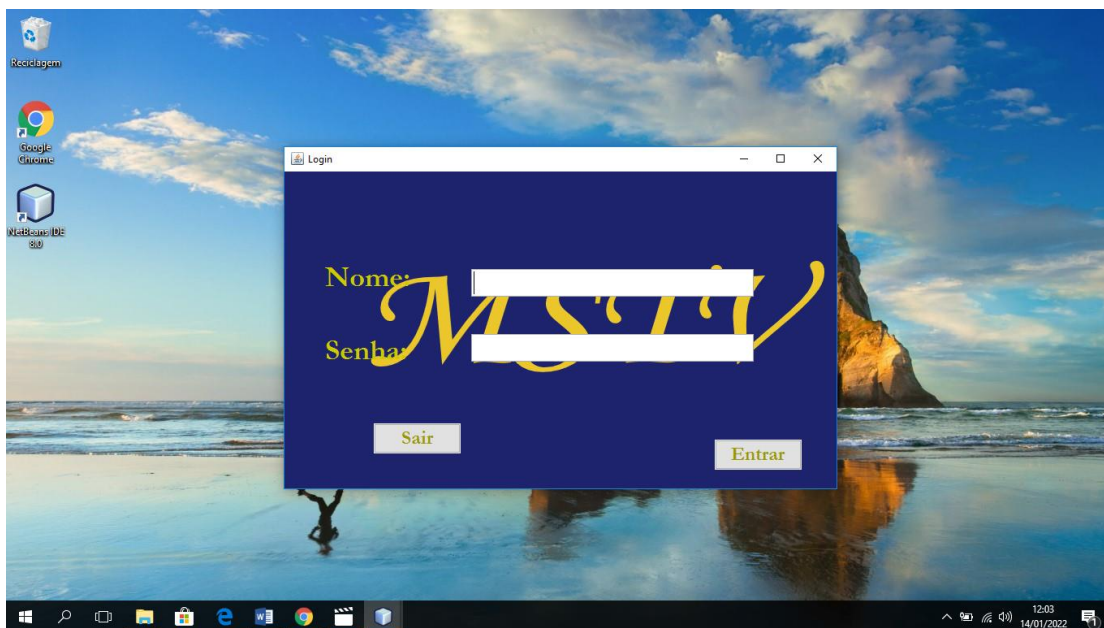 Reciclagem
Google
Chrome
NetBeans IDE
8.0
Login
Nome:
MSTV
Senha:
Sair
Entrar
12:03
14/01/2022